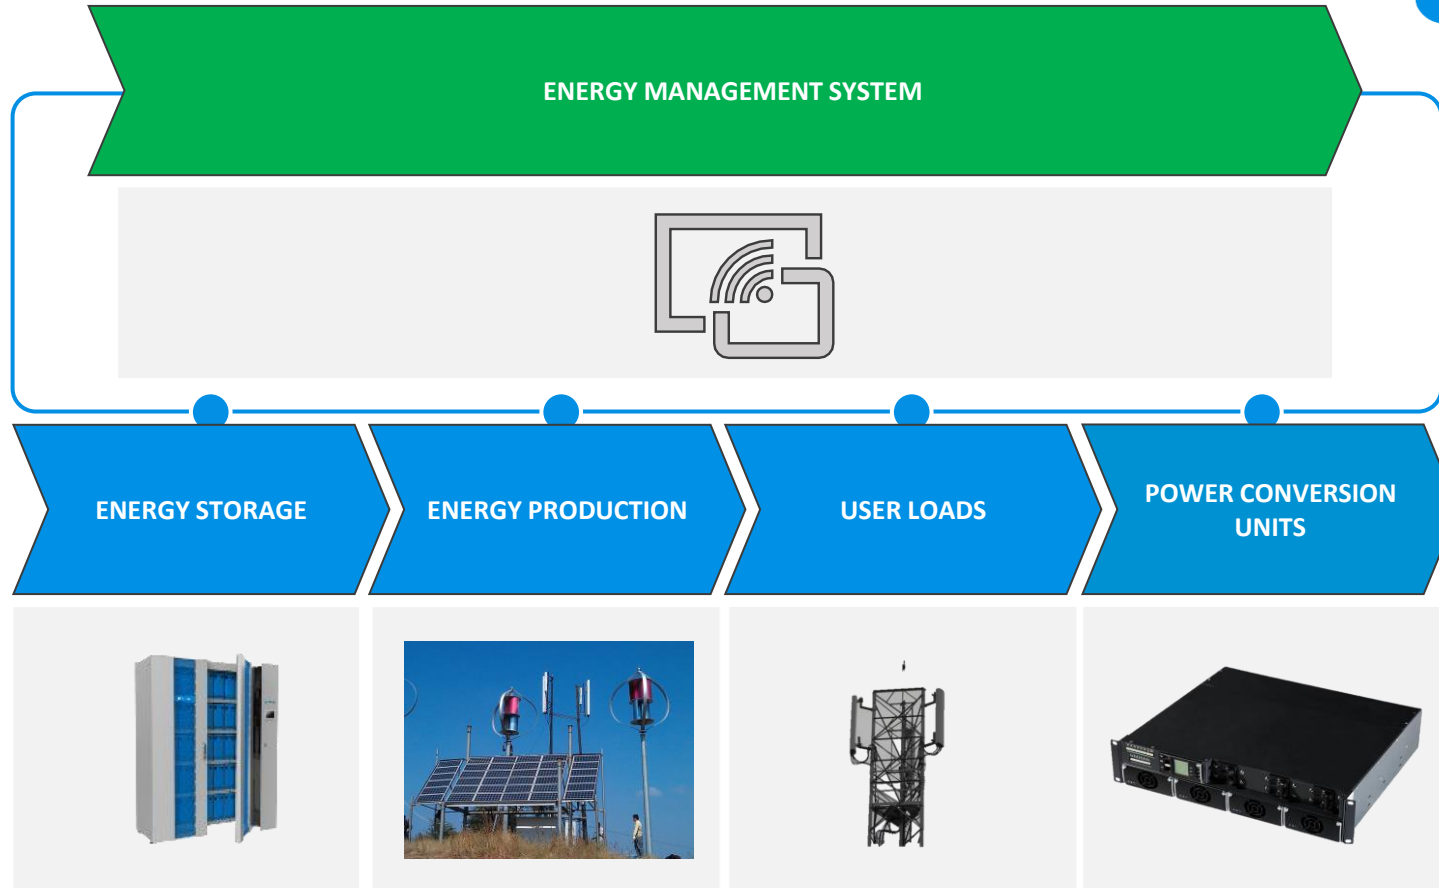 ENERGY MANAGEMENT SYSTEM
ENERGY STORAGE
ENERGY PRODUCTION
USER LOADS
POWER CONVERSION
UNITS